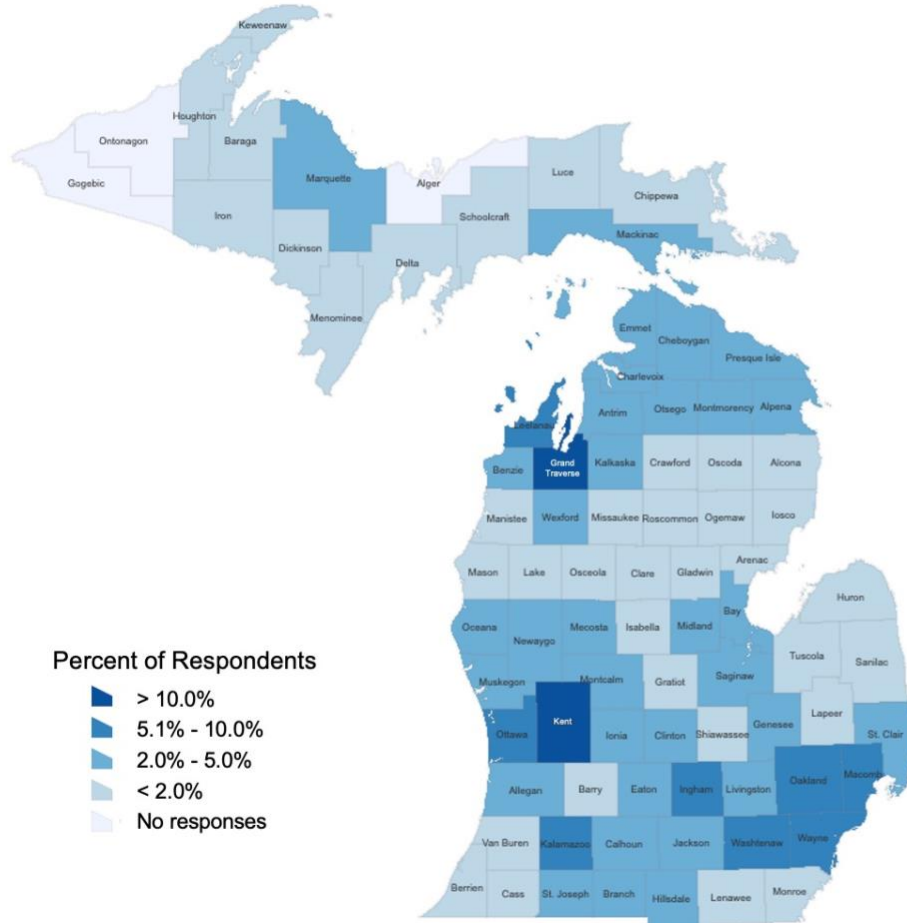 Keweenaw
Houghton
Ontonagon
Baraga
Gogebic
Marquette
Alger
Luce
Chippewa
Iron
Schoolcraft
Dickinson
Mackinac
Delta
Menominee
Emmet
Cheboygan
Presque Isle
Charlevoix
Antrim
Otsego
Montmorency
Alpena
Leelanau
Benzie
Grand
Traverse
Kalkaska
Crawford
Oscoda
Alcona
Manistee
Wexford
Missaukee
Roscommon
Ogemaw
Iosco
Arenac
Mason
Lake
Osceola
Clare
Gladwin
Huron
Bay
Oceana
Newaygo
Mecosta
Isabella
Midland
Tuscola
Sanilac
Saginaw
Muskegon
Montcalm
Gratiot
Lapeer
Ottawa
Kent
Ionia
Clinton
Shiawassee
Genesee
St. Clair
Allegan
Barry
Eaton
Ingham
Livingston
Oakland
Macomb
Van Buren
Kalamazoo
Calhoun
Jackson
Washtenaw
Wayne
Berrien
Cass
St. Joseph
Branch
Hillsdale
Lenawee
Monroe
Percent of Respondents
> 10.0%
5.1% - 10.0%
2.0% - 5.0%
< 2.0%
No responses